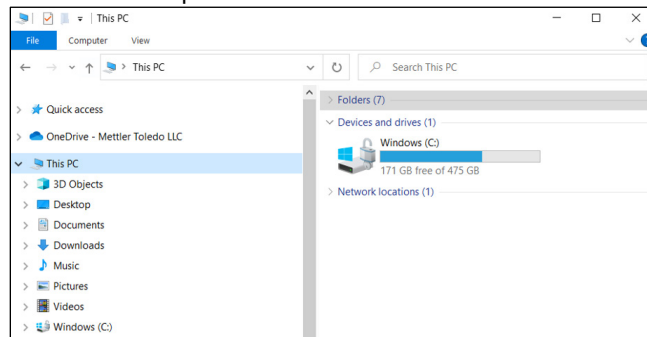 This PC
File Computer View
This PC
Search This PC
Quick access
OneDrive - Mettler Toledo LLC
This PC
3D Objects
Desktop
Documents
Downloads
Music
Pictures
Videos
Windows (C:)
Folders (7)
Devices and drives (1)
Windows (C:)
171 GB free of 475 GB
Network locations (1)